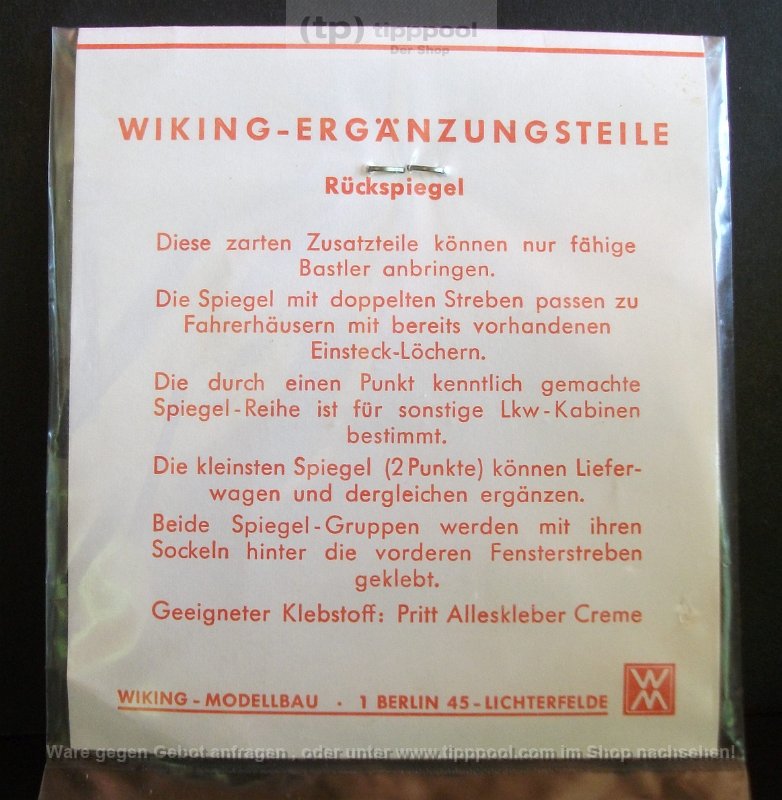 (tp) tipppool
Der Shop
WIKING-ERGÄNZUNGSTEILE
Rückspiegel
Diese zarten Zusatzteile können nur fähige
Bastler anbringen.
Die Spiegel mit doppelten Streben passen zu
Fahrerhäusern mit bereits vorhandenen
Einsteck-Löchern.
Die durch einen Punkt kenntlich gemachte
Spiegel-Reihe ist für sonstige Lkw-Kabinen
bestimmt.
Die kleinsten Spiegel (2 Punkte) können Liefer-
wagen und dergleichen ergänzen.
Beide Spiegel-Gruppen werden mit ihren
Sockeln hinter die vorderen Fensterstreben
geklebt.
Geeigneter Klebstoff: Pritt Alleskleber Creme
WIKING-MODELLBAU · 1 BERLIN 45-LICHTERFELDE
WM
Ware gegen Gebot anfragen , oder unter www.tipppool.com im Shop nachsehen!